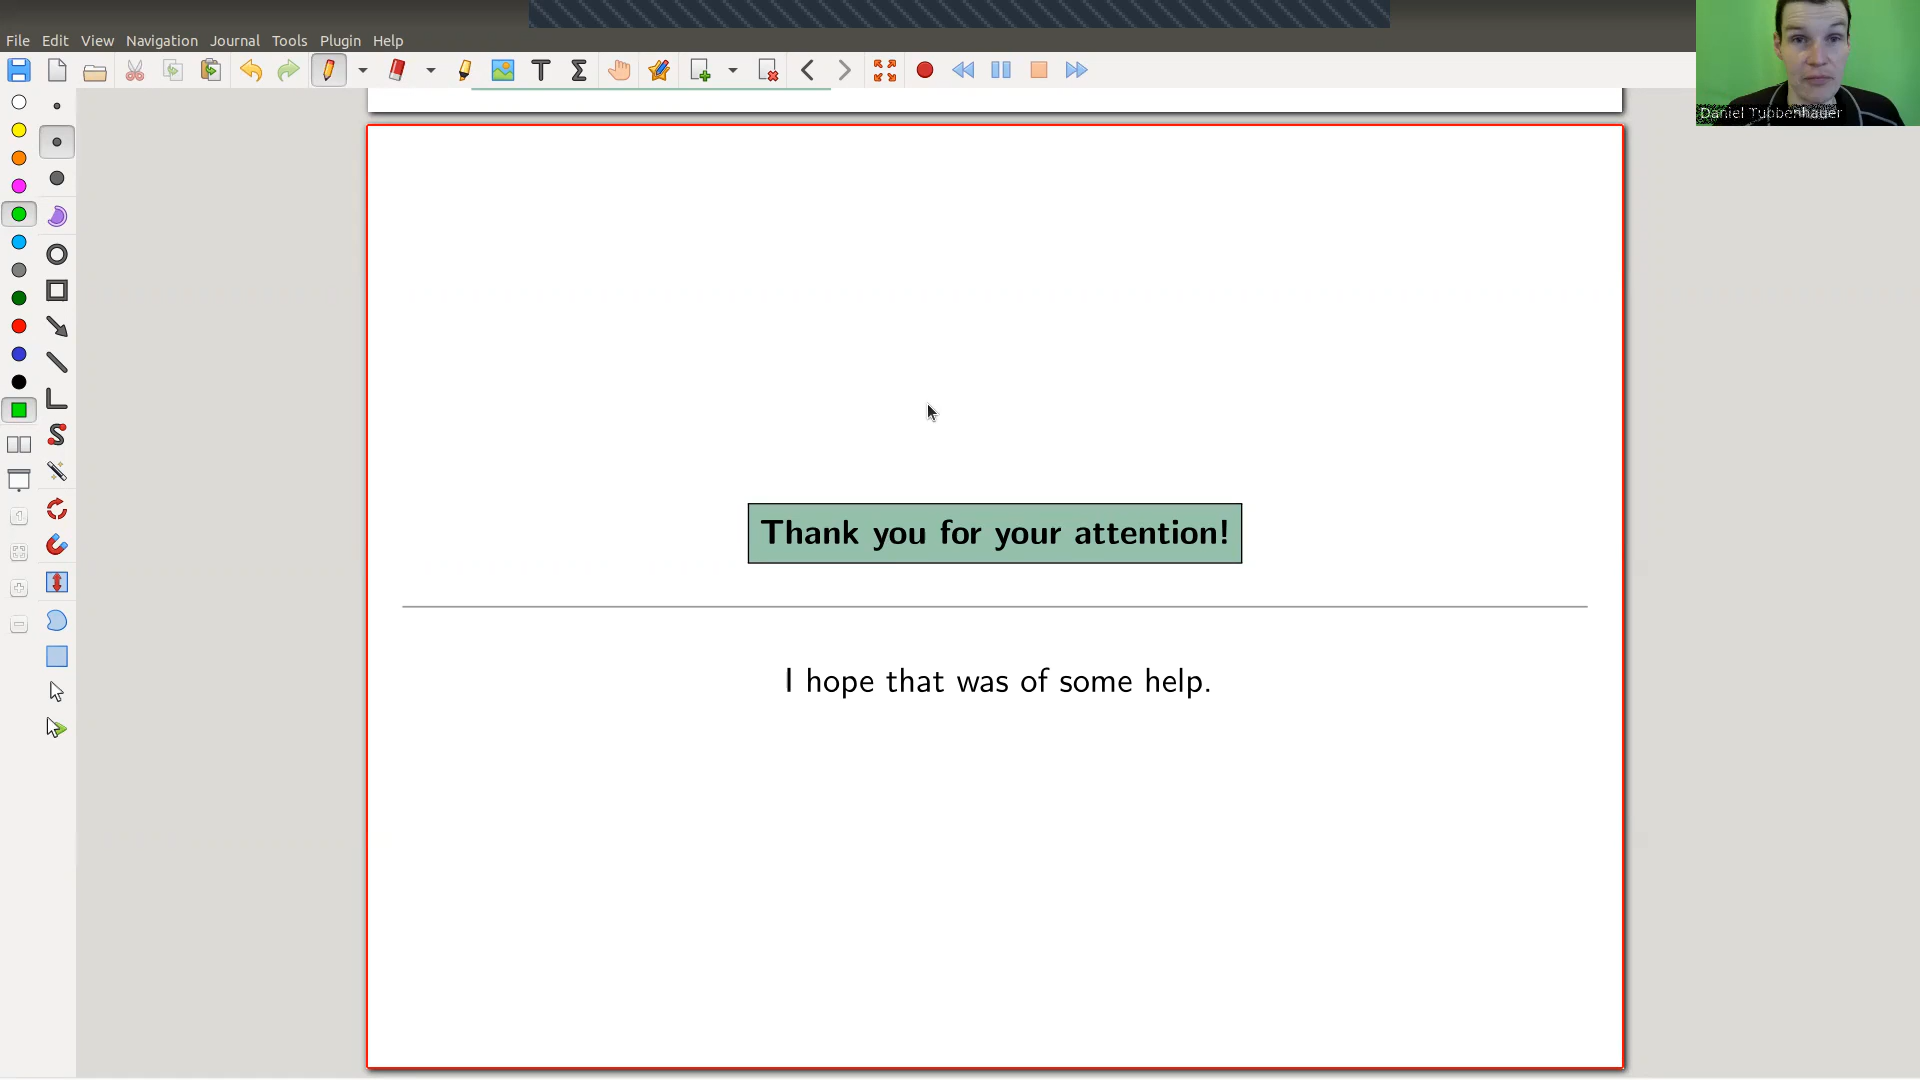 File Edit View Navigation Journal Tools Plugin Help
Daniel Tubbenhauer
Thank you for your attention!
I hope that was of some help.